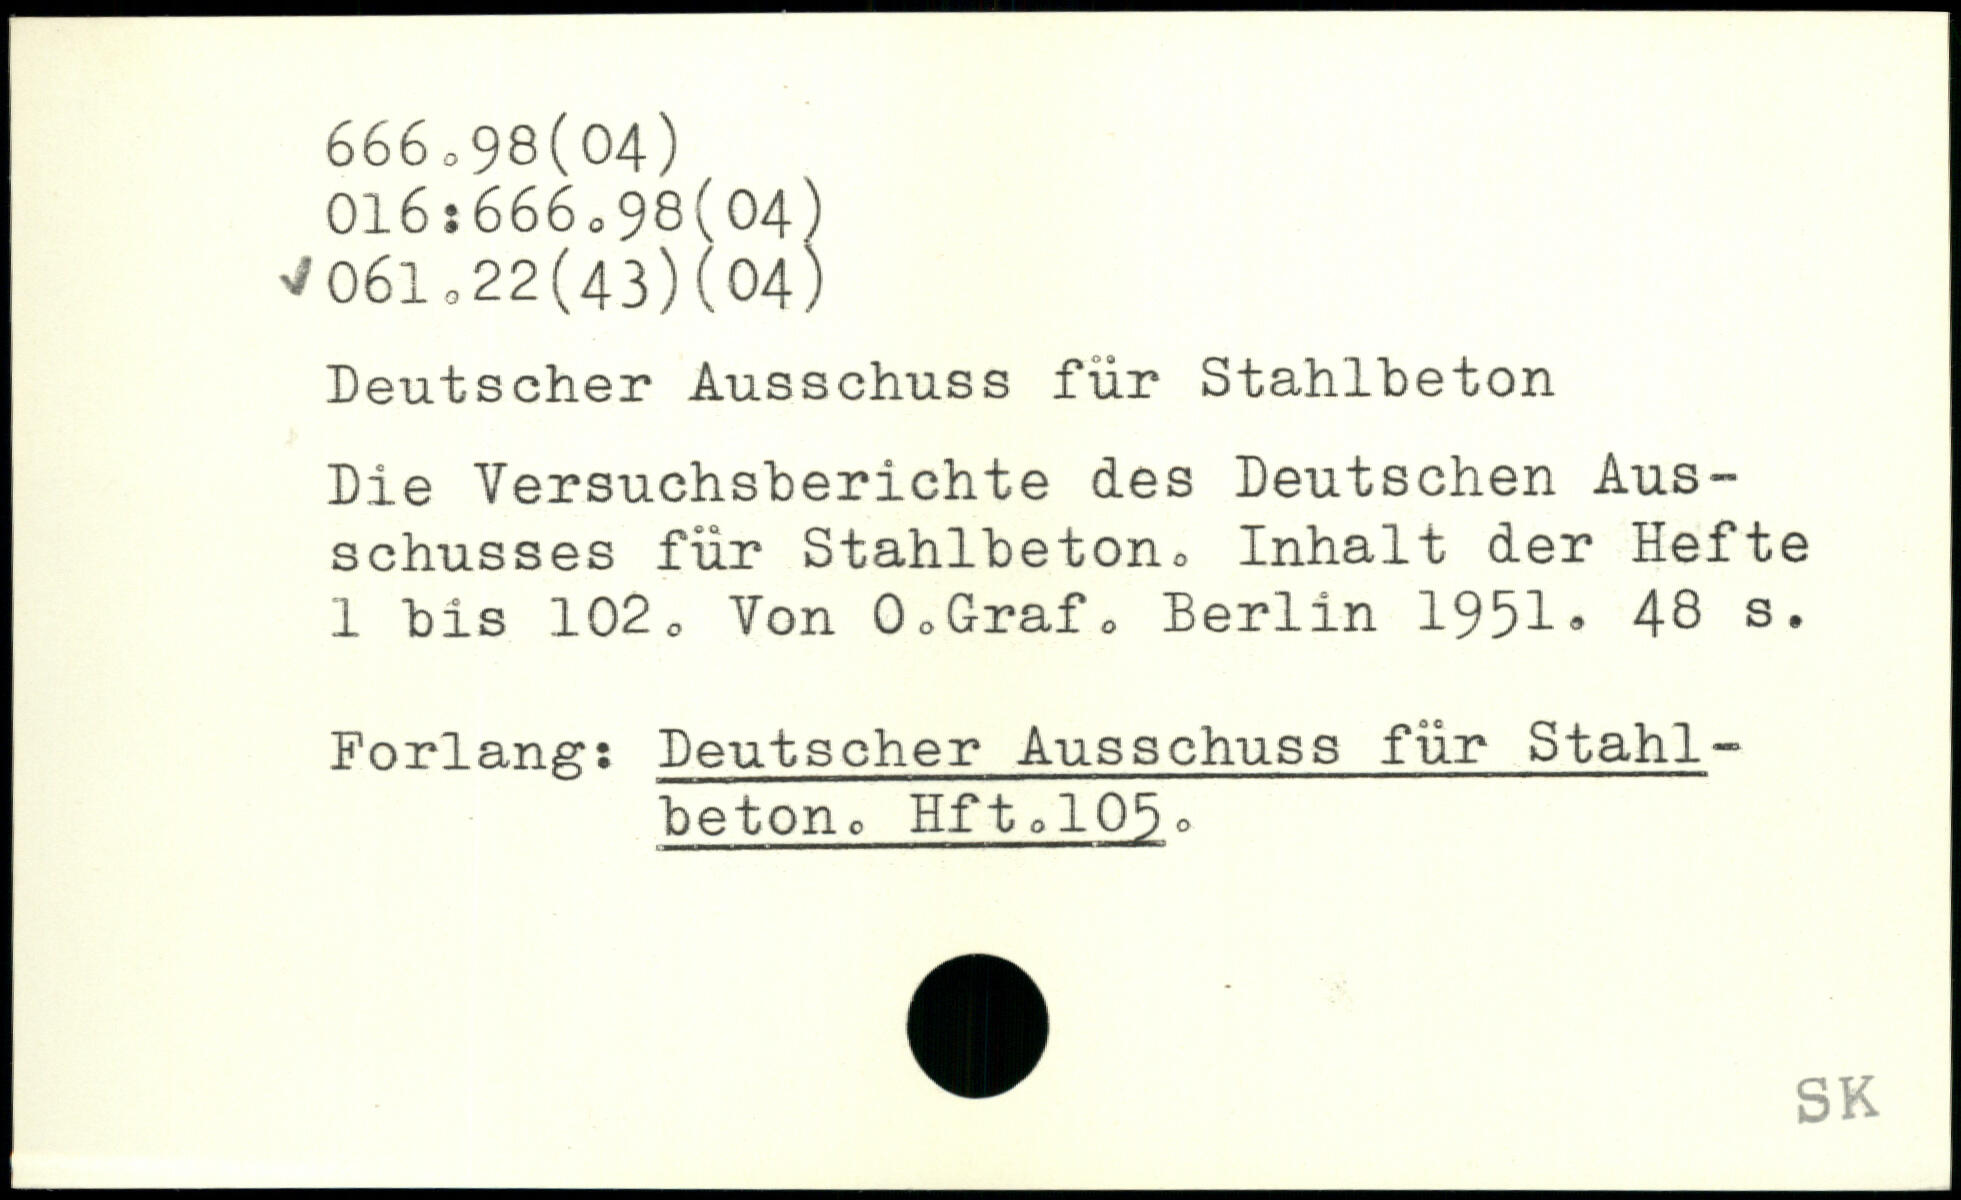 666.98(04)
016:666.98(04)
✓061.22(43)(04)
Deutscher Ausschuss für Stahlbeton
Die Versuchsberichte des Deutschen Aus-
schusses für Stahlbeton. Inhalt der Hefte
1 bis 102. Von O.Graf. Berlin 1951. 48 s.
Forlang: Deutscher Ausschuss für Stahl-
beton. Hft.105.
SK